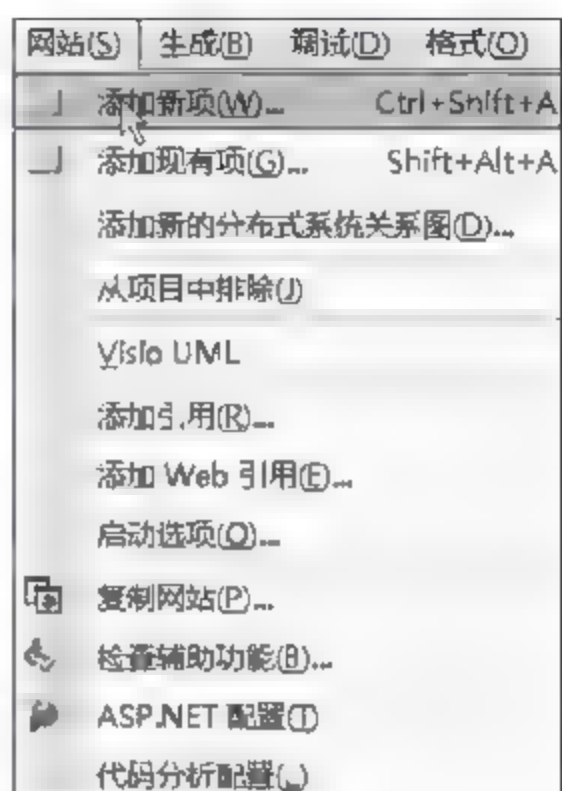 网站(S) 生成(B) 调试(D) 格式(O)
添加新项(W)... Ctrl+Shift+A
添加现有项(G)... Shift+Alt+A
添加新的分布式系统关系图(D)...
从项目中排除(J)
Visio UML
添加引用(R)...
添加 Web 引用(E)...
启动选项(O)...
复制网站(P)...
检查辅助功能(B)...
ASP.NET 配置(T)
代码分析配置